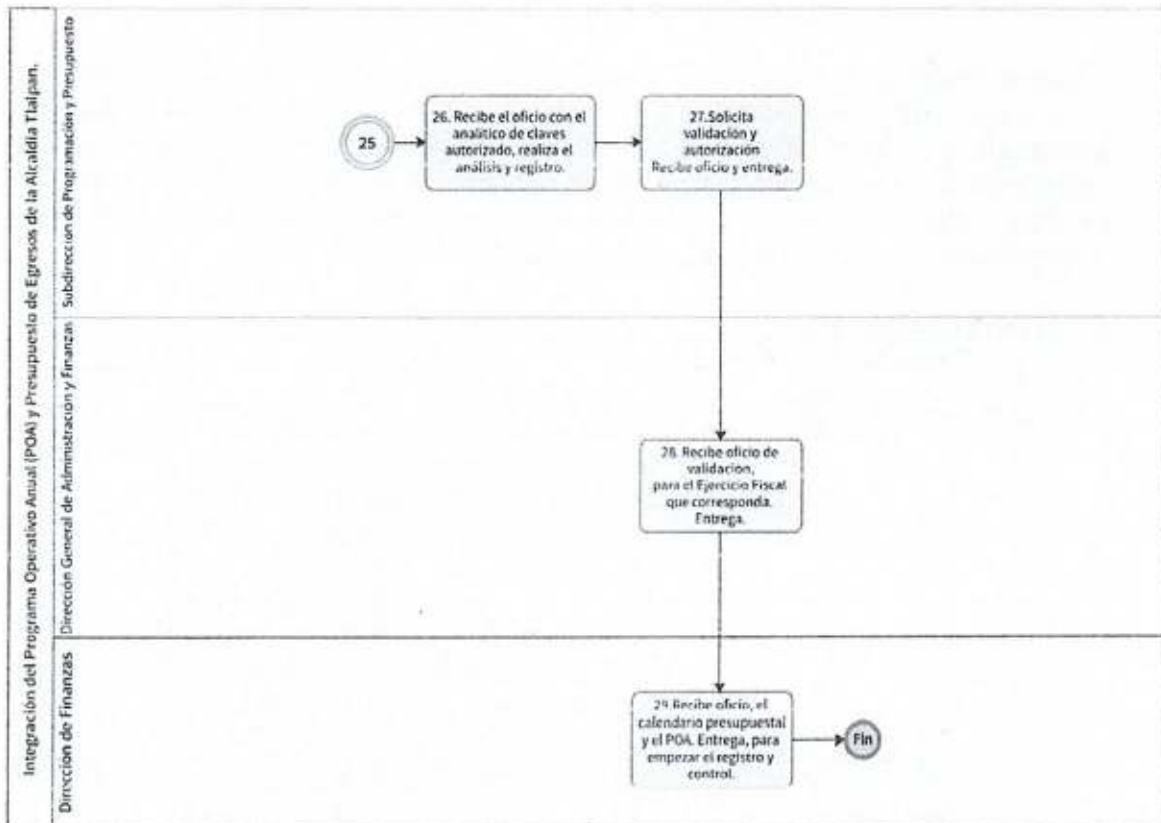 Integración del Programa Operativo Anual (POA) y Presupuesto de Egresos de la Alcaldía Tlalpan.
Subdirección de Programación y Presupuesto
25
26. Recibe el oficio con el
analítico de claves
autorizado, realiza el
análisis y registro.
27.Solicita
validación y
autorización
Recibe oficio y entrega.
Dirección General de Administración y Finanzas
28. Recibe oficio de
validación,
para el Ejercicio Fiscal
que corresponda.
Entrega.
Dirección de Finanzas
29.Recibe oficio, el
calendario presupuestal
y el POA. Entrega, para
empezar el registro y
control.
Fin